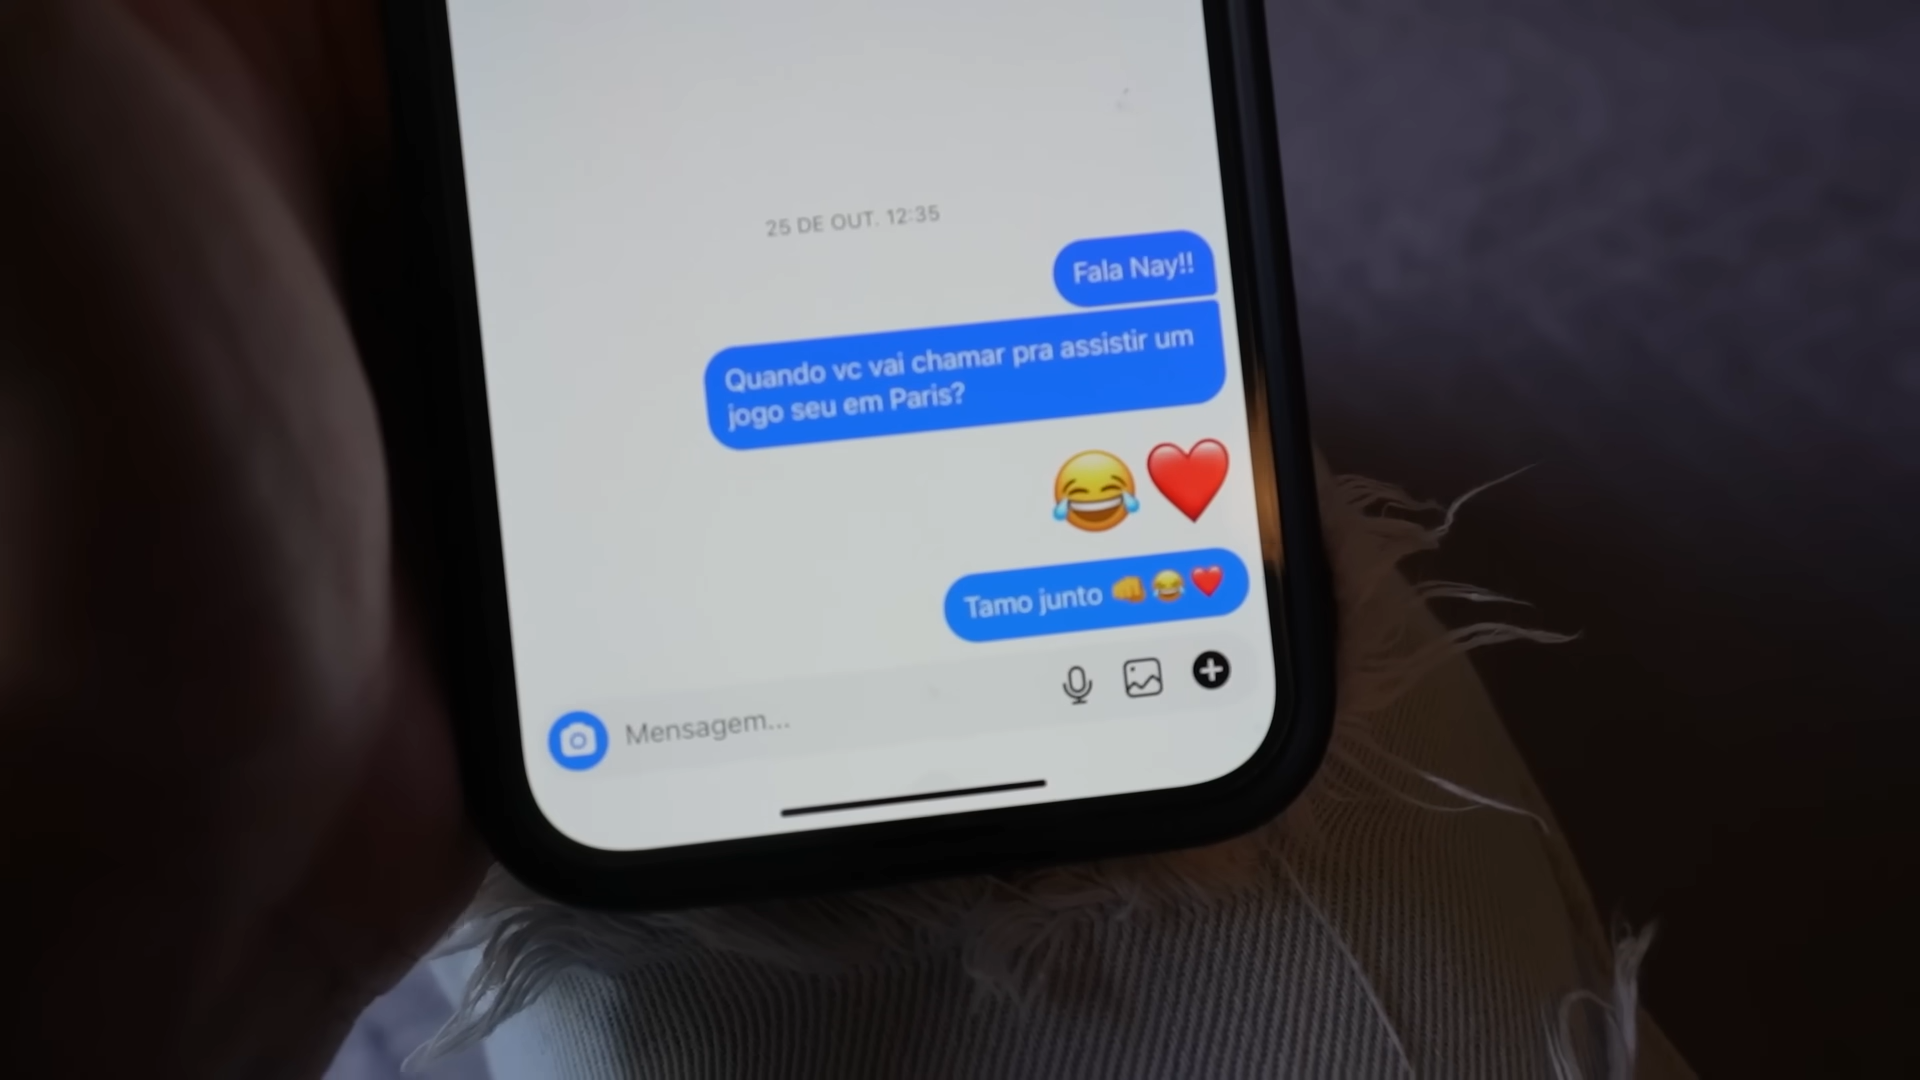 25 DE OUT. 12:35
Fala Nay!!
Quando vc vai chamar pra assistir um
jogo seu em Paris?
😂❤️
Tamo junto 👊😂❤️
Mensagem...